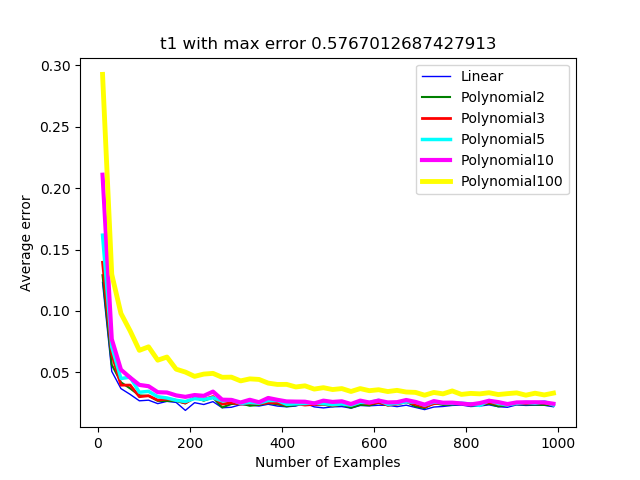 t1 with max error 0.5767012687427913
0.30
0.25
0.20
0.15
0.10
0.05
Average error
Linear
Polynomial2
Polynomial3
Polynomial5
Polynomial10
Polynomial100
0 200 400 600 800 1000
Number of Examples